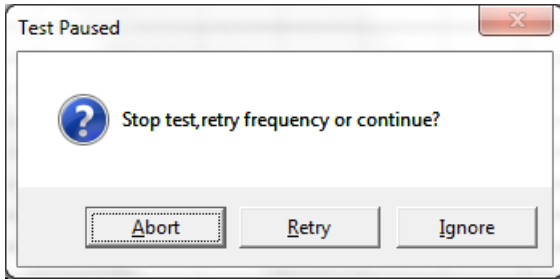 Test Paused
Stop test,retry frequency or continue?
Abort Retry Ignore